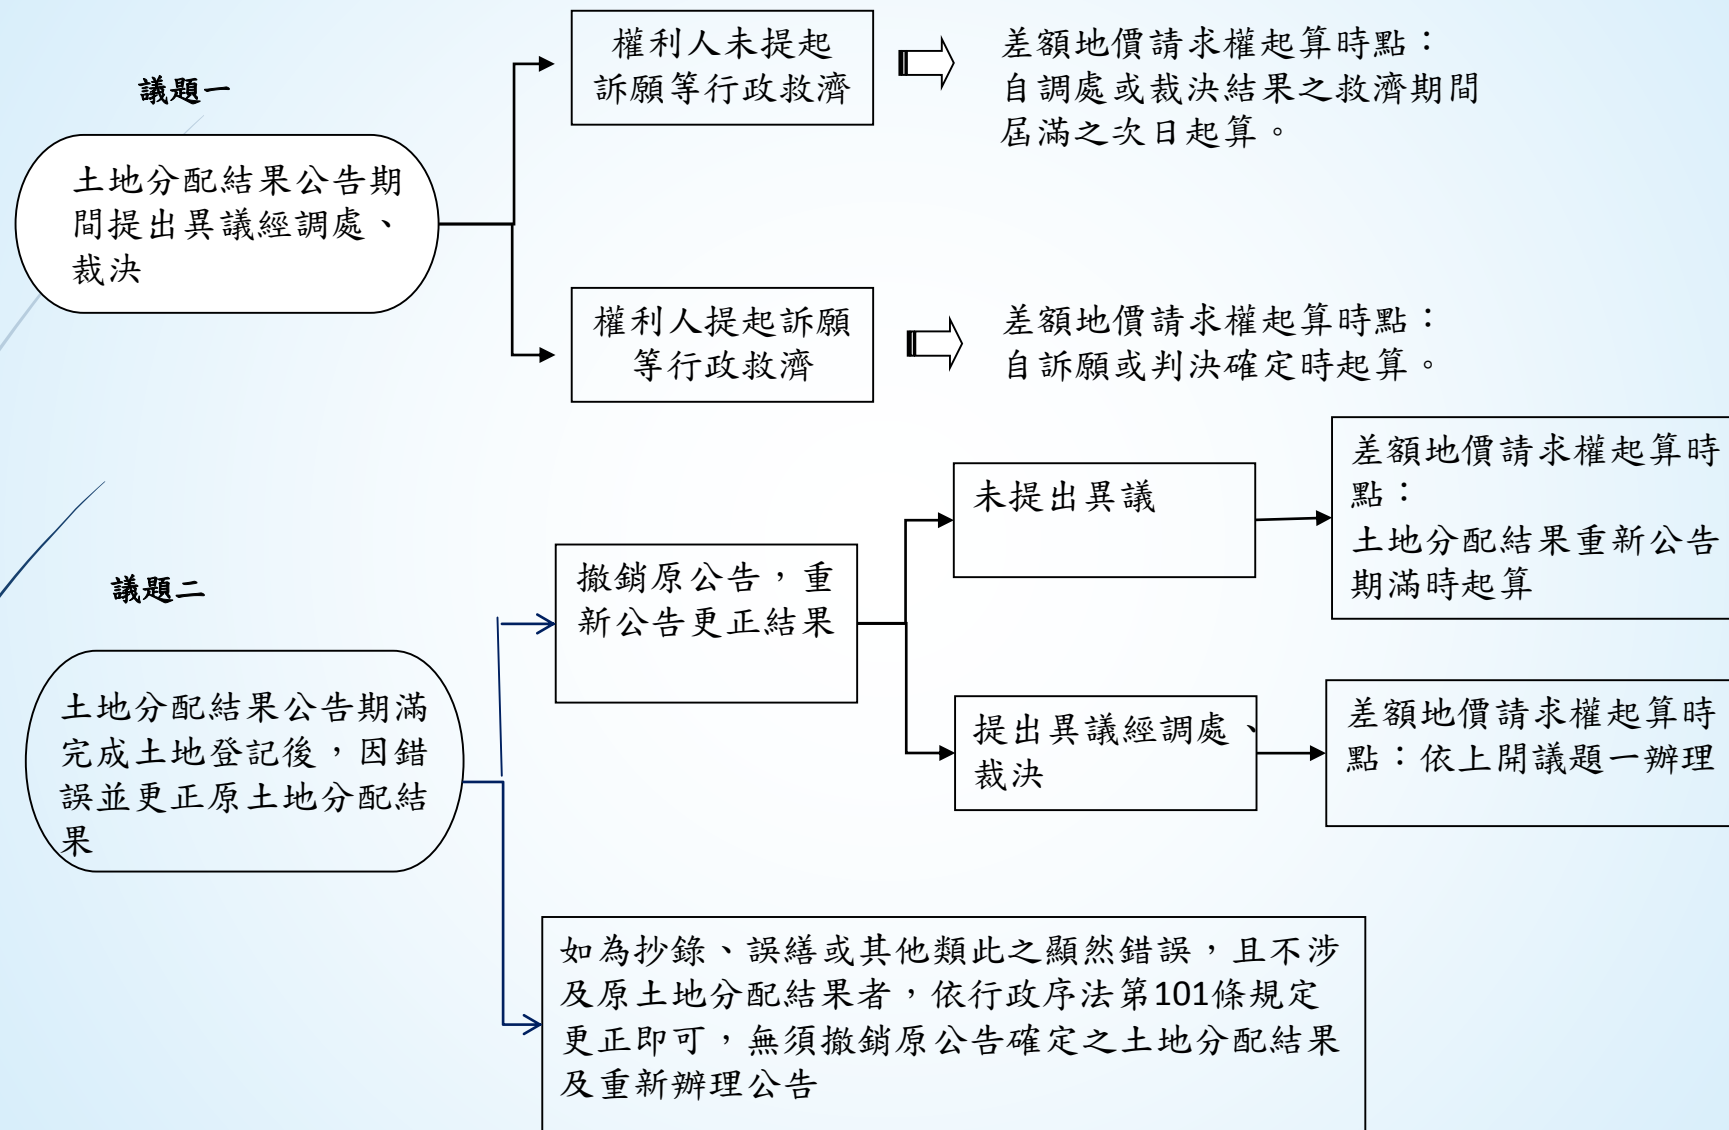 議題一
土地分配結果公告期
間提出異議經調處、
裁決
權利人未提起
訴願等行政救濟
差額地價請求權起算時點：
自調處或裁決結果之救濟期間
屆滿之次日起算。
權利人提起訴願
等行政救濟
差額地價請求權起算時點：
自訴願或判決確定時起算。
議題二
土地分配結果公告期滿
完成土地登記後，因錯
誤並更正原土地分配結
果
撤銷原公告，重
新公告更正結果
未提出異議
差額地價請求權起算時
點：
土地分配結果重新公告
期滿時起算
提出異議經調處、
裁決
差額地價請求權起算時
點：依上開議題一辦理
如為抄錄、誤繕或其他類此之顯然錯誤，且不涉
及原土地分配結果者，依行政序法第101條規定
更正即可，無須撤銷原公告確定之土地分配結果
及重新辦理公告